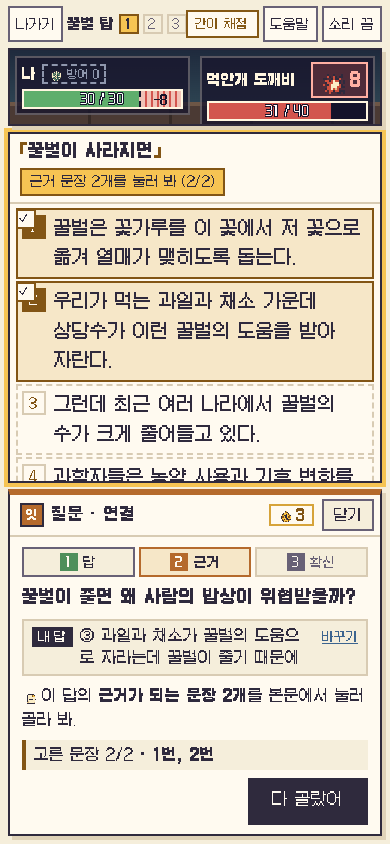 나가기 꿀벌 탑 1 2 3 간이 채점 도움말 소리 끔
나 방어 0
30/30 -8
먹안개 도깨비 8
31/40
「꿀벌이 사라지면」
근거 문장 2개를 눌러 봐 (2/2)
꿀벌은 꽃가루를 이 꽃에서 저 꽃으로
옮겨 열매가 맺히도록 돕는다.
우리가 먹는 과일과 채소 가운데
상당수가 이런 꿀벌의 도움을 받아
자란다.
3 그런데 최근 여러 나라에서 꿀벌의
수가 크게 줄어들고 있다.
4 과학자들은 농약 사용과 기후 변화를
잇 질문 · 연결 3 닫기
1 답 2 근거 3 확신
꿀벌이 줄면 왜 사람의 밥상이 위협받을까?
내 답 ③ 과일과 채소가 꿀벌의 도움으
로 자라는데 꿀벌이 줄기 때문에
바꾸기
이 답의 근거가 되는 문장 2개를 본문에서 눌러
골라 봐.
고른 문장 2/2 · 1번, 2번
다 골랐어